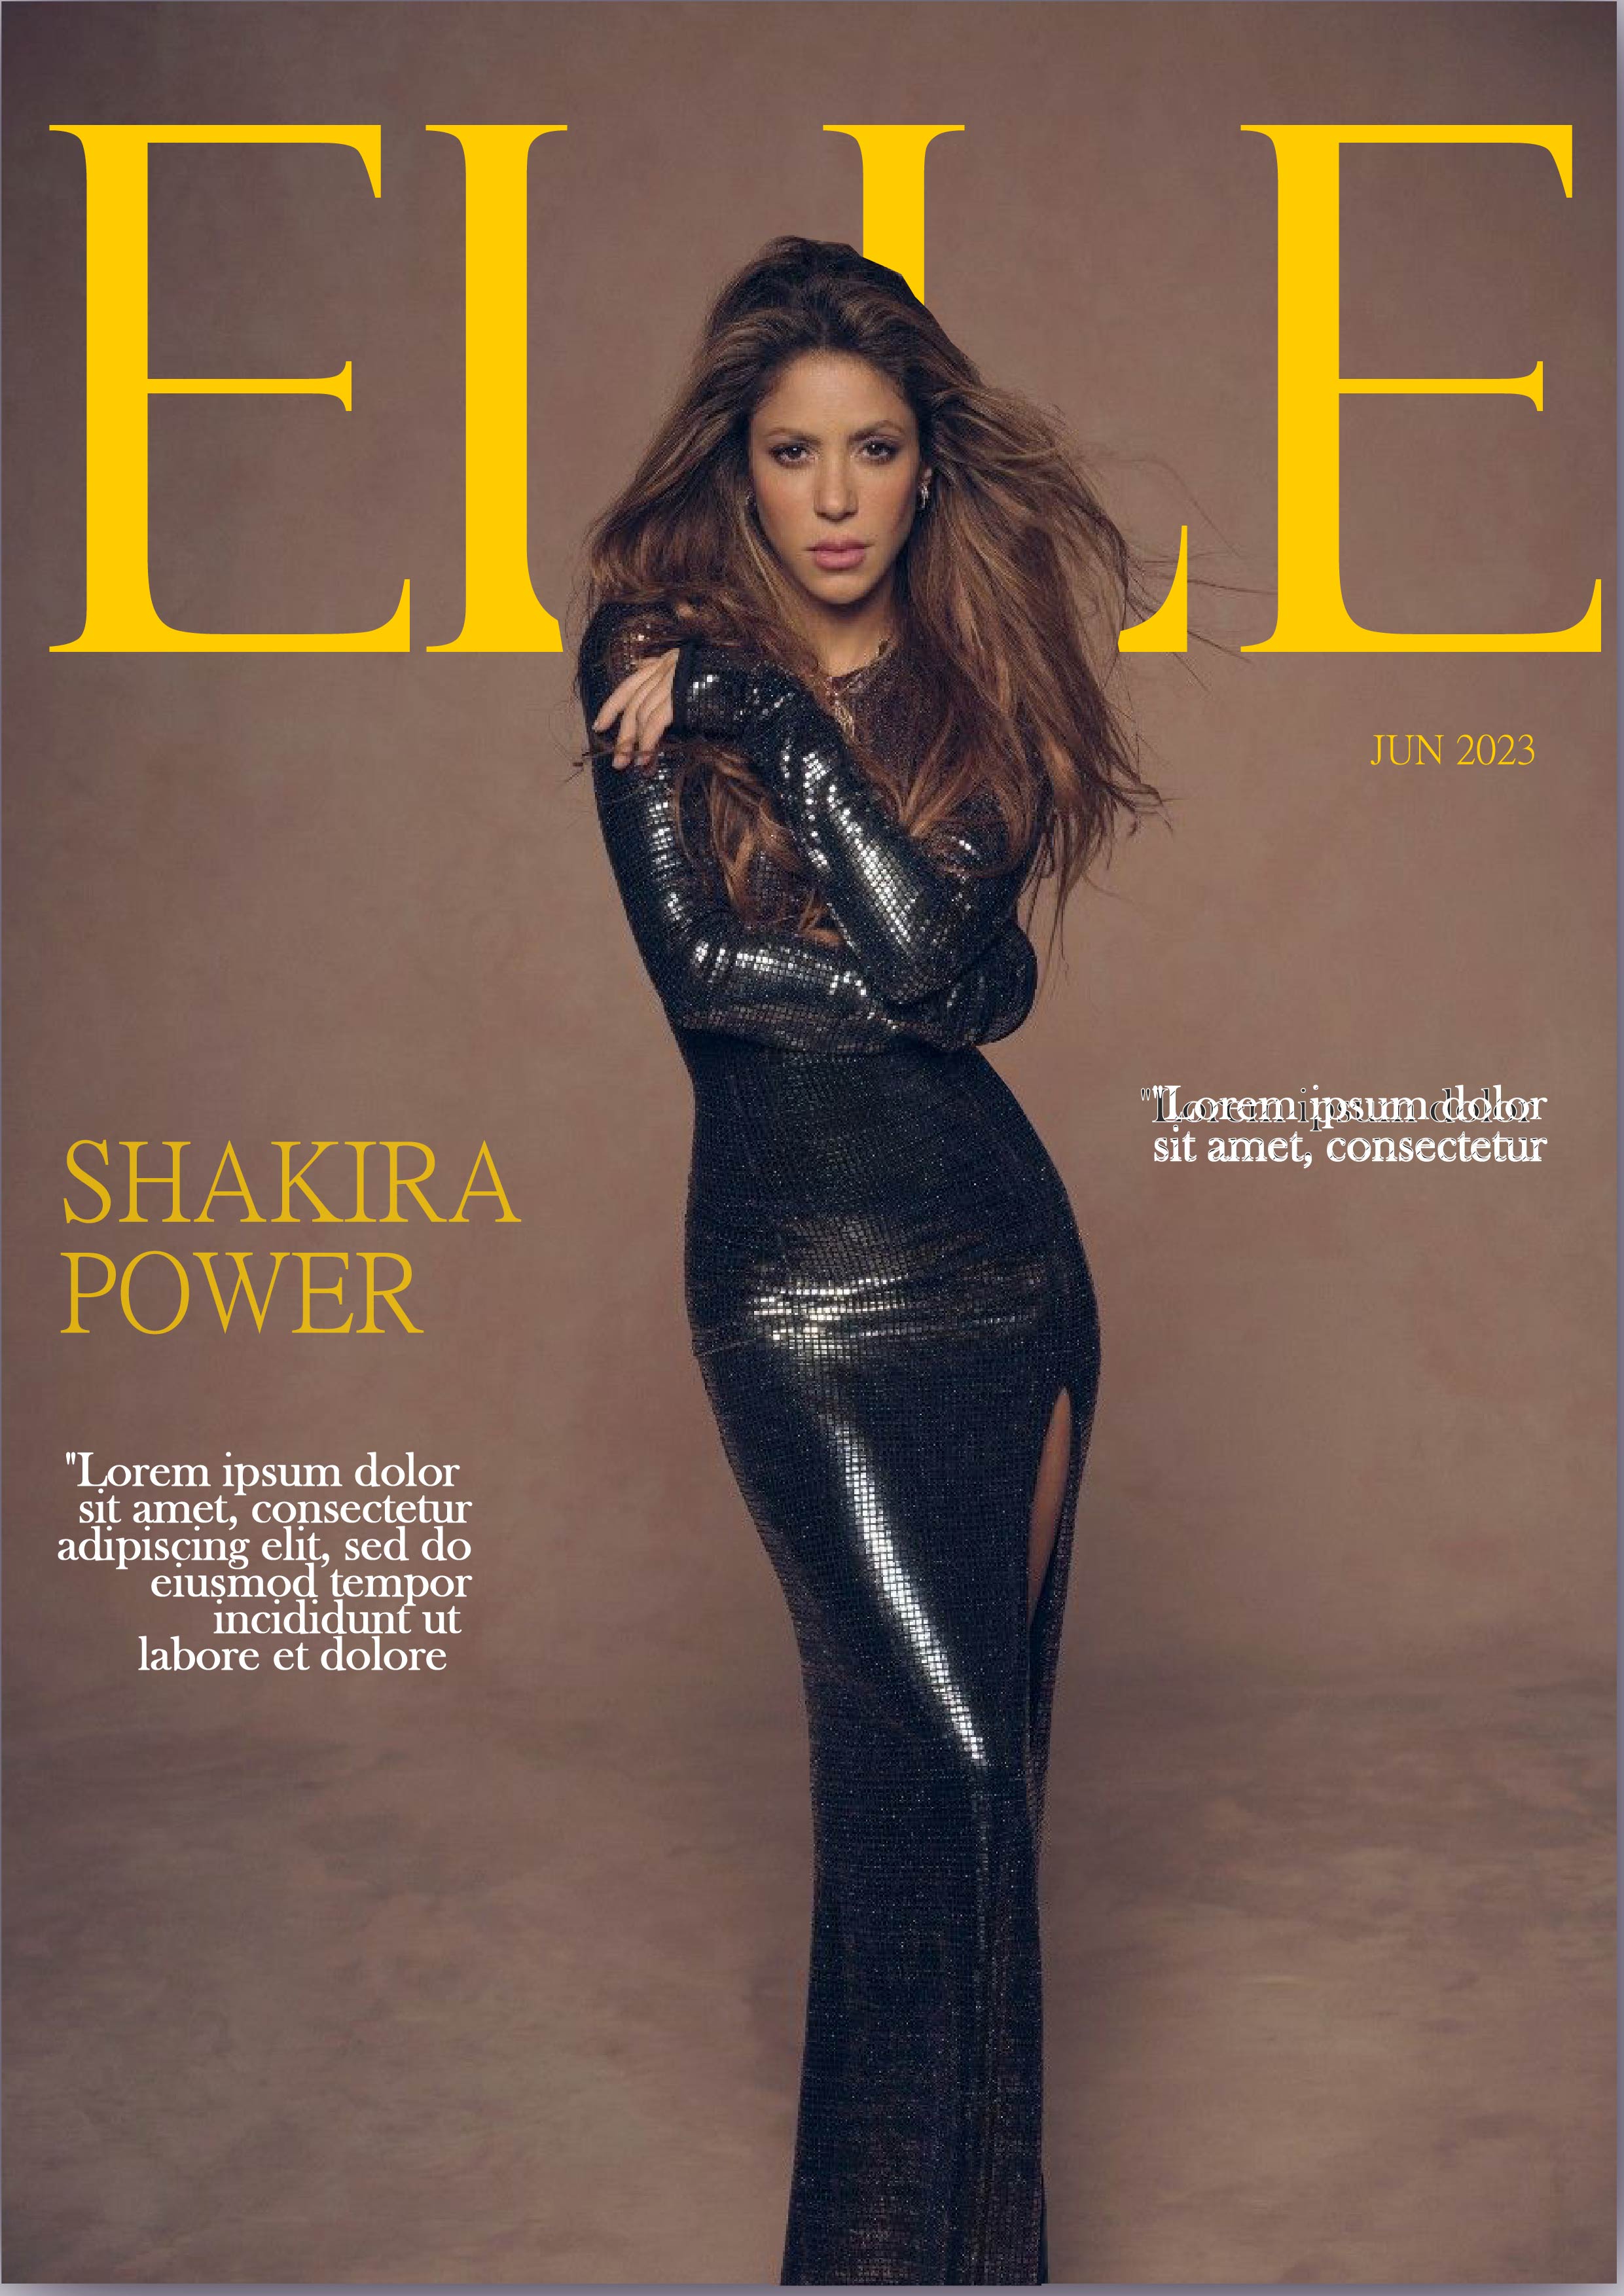 ELLE
JUN 2023
"Lorem ipsum dolor
sit amet, consectetur
SHAKIRA
POWER
"Lorem ipsum dolor
sit amet, consectetur
adipiscing elit, sed do
eiusmod tempor
incididunt ut
labore et dolore